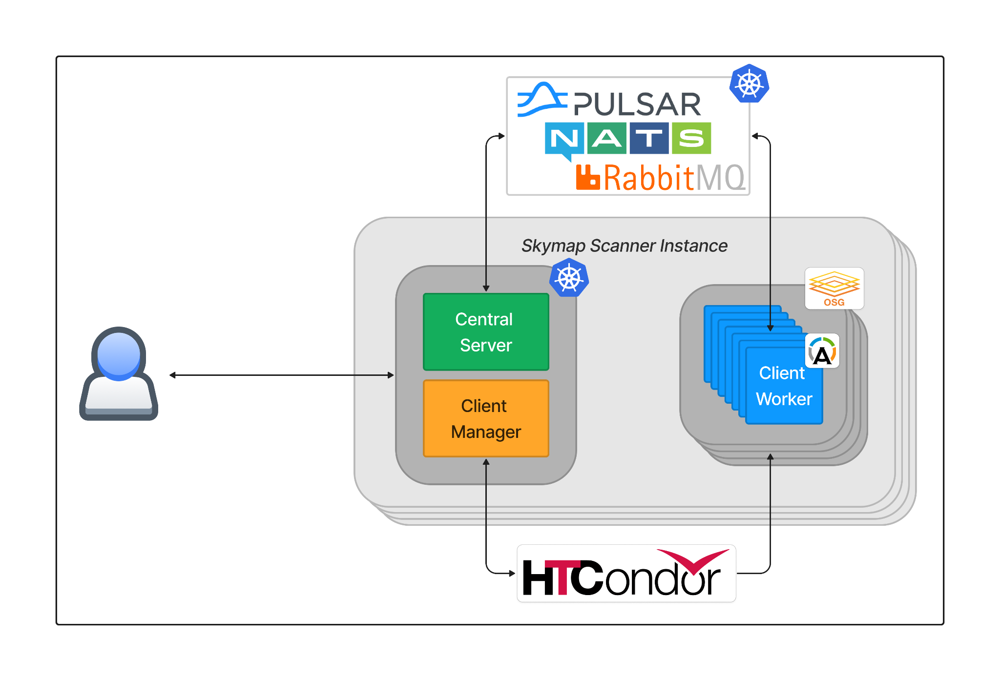 PULSAR
NATS
RabbitMQ
Skymap Scanner Instance
OSG
Central
Server
A
Client
Worker
Client
Manager
HTCondor